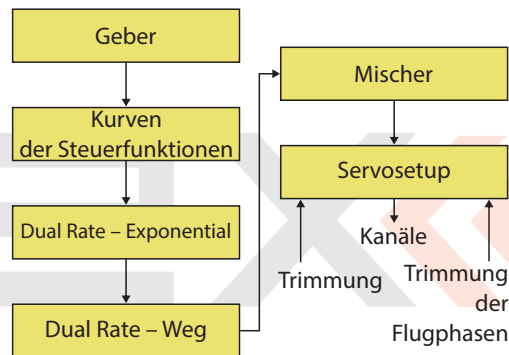 Geber
Kurven
der Steuerfunktionen
Dual Rate – Exponential
Dual Rate – Weg
Mischer
Servosetup
Kanäle
Trimmung
Trimmung
der
Flugphasen